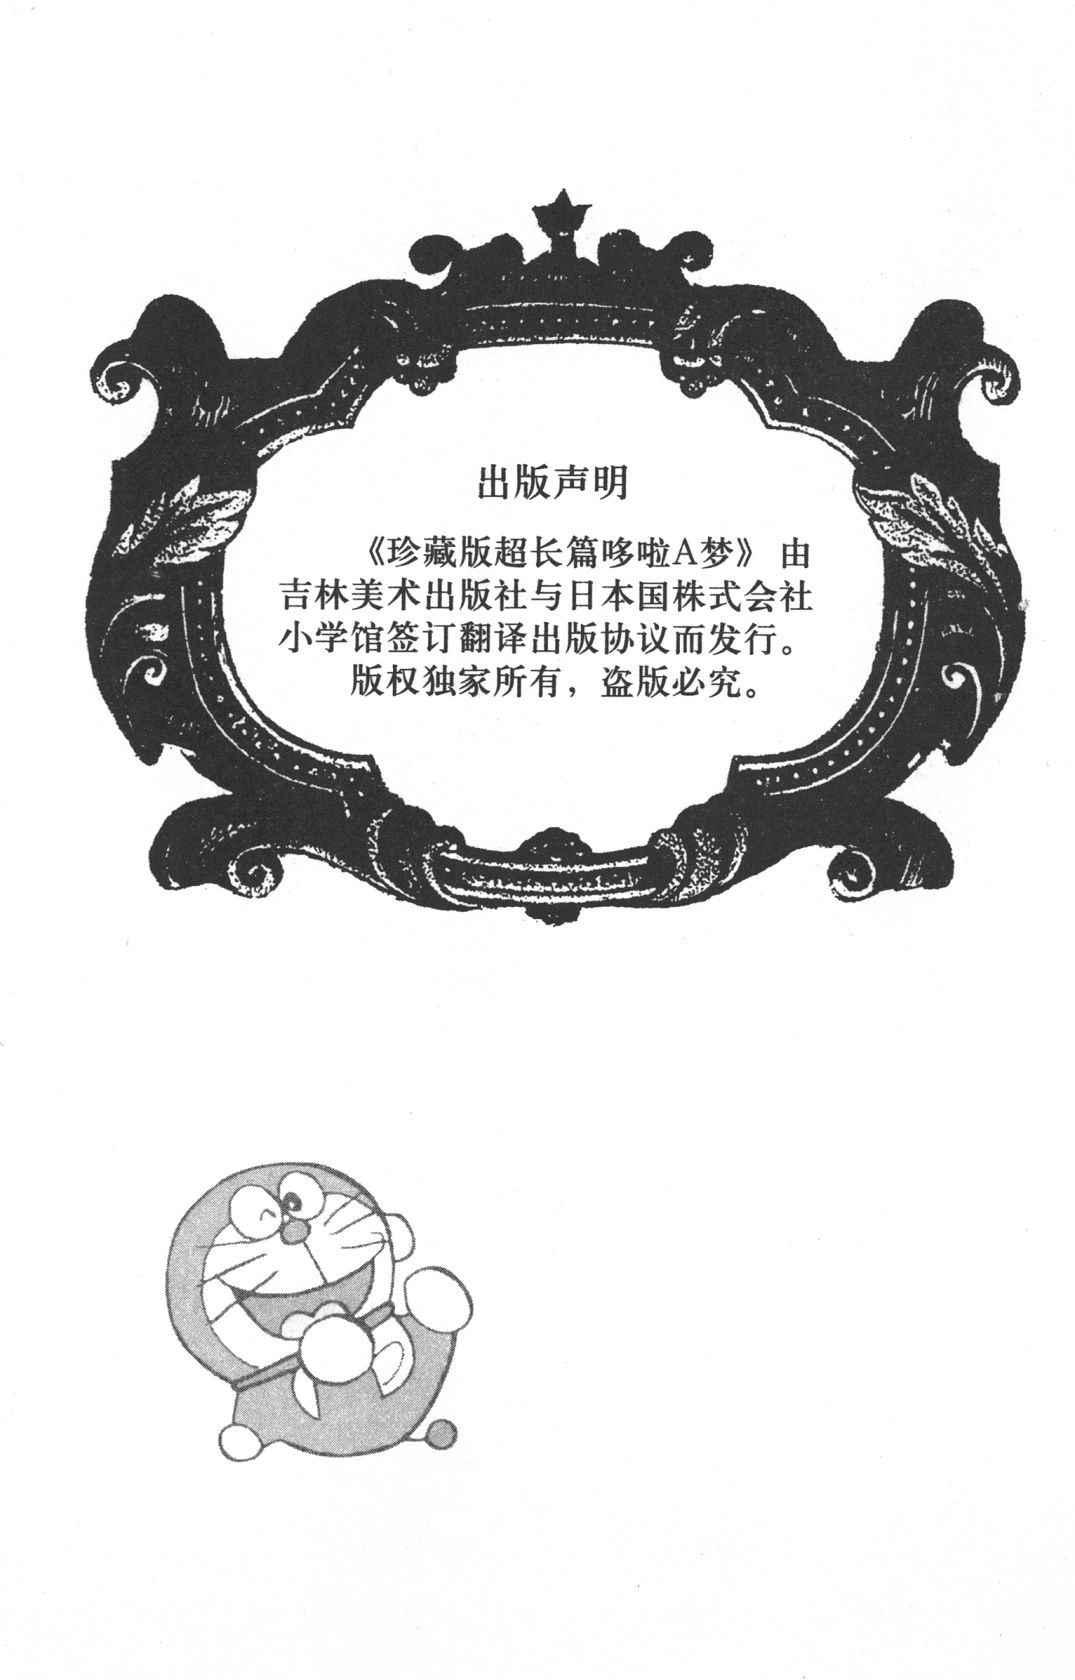 出版声明
《珍藏版超长篇哆啦A梦》 由
吉林美术出版社与日本国株式会社
小学馆签订翻译出版协议而发行。
版权独家所有，盗版必究。